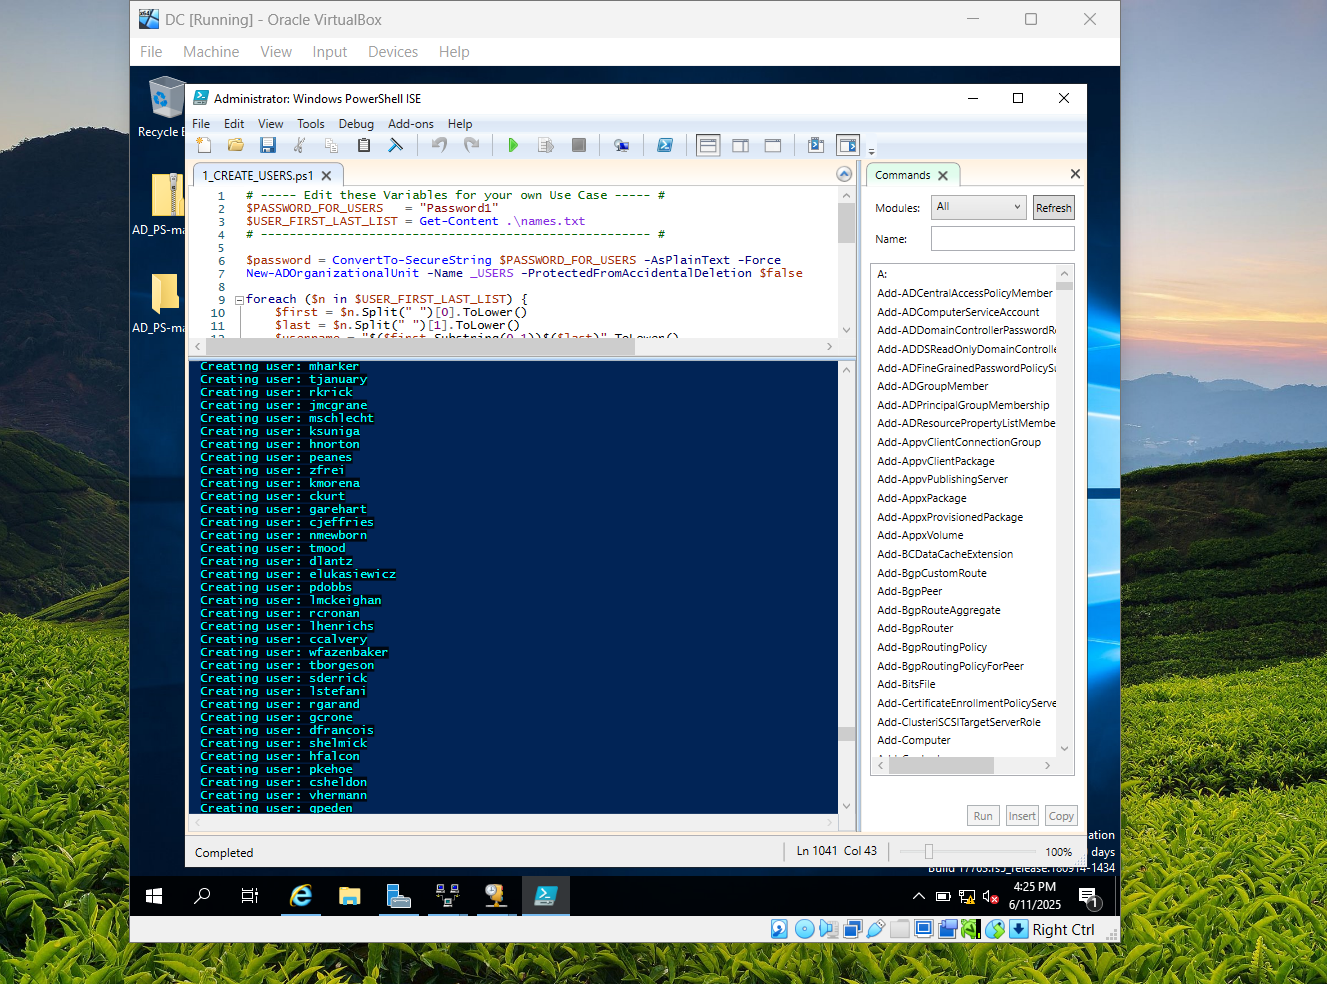 DC [Running] - Oracle VirtualBox
File Machine View Input Devices Help
Recycle
AD_PS-ma
AD_PS-ma
Administrator: Windows PowerShell ISE
File Edit View Tools Debug Add-ons Help
1_CREATE_USERS.ps1
1 # ----- Edit these Variables for your own Use Case ----- #
2 $PASSWORD_FOR_USERS   = "Password1"
3 $USER_FIRST_LAST_LIST = Get-Content .\names.txt
4 # ------------------------------------------------------ #
5
6 $password = ConvertTo-SecureString $PASSWORD_FOR_USERS -AsPlainText -Force
7 New-ADOrganizationalUnit -Name _USERS -ProtectedFromAccidentalDeletion $false
8
9 foreach ($n in $USER_FIRST_LAST_LIST) {
10     $first = $n.Split(" ")[0].ToLower()
11     $last = $n.Split(" ")[1].ToLower()
12     $username = "$($first.Substring(0,1))$($last)".ToLower()
Creating user: mharker
Creating user: tjanuary
Creating user: rkrick
Creating user: jmcgrane
Creating user: mschlecht
Creating user: ksuniga
Creating user: hnorton
Creating user: peanes
Creating user: zfrei
Creating user: kmorena
Creating user: ckurt
Creating user: garehart
Creating user: cjeffries
Creating user: nmewborn
Creating user: tmood
Creating user: dlantz
Creating user: elukasiewicz
Creating user: pdobbs
Creating user: lmckeighan
Creating user: rcronan
Creating user: lhenrichs
Creating user: ccalvery
Creating user: wfazenbaker
Creating user: tborgeson
Creating user: sderrick
Creating user: lstefani
Creating user: rgarand
Creating user: gcrone
Creating user: dfrancois
Creating user: shelmick
Creating user: hfalcon
Creating user: pkehoe
Creating user: csheldon
Creating user: vhermann
Creating user: gpeden
Completed
Ln 1041 Col 43
100%
Commands
Modules: All Refresh
Name:
A:
Add-ADCentralAccessPolicyMember
Add-ADComputerServiceAccount
Add-ADDomainControllerPasswordR
Add-ADDSReadOnlyDomainControlle
Add-ADFineGrainedPasswordPolicySu
Add-ADGroupMember
Add-ADPrincipalGroupMembership
Add-ADResourcePropertyListMembe
Add-AppvClientConnectionGroup
Add-AppvClientPackage
Add-AppvPublishingServer
Add-AppxPackage
Add-AppxProvisionedPackage
Add-AppxVolume
Add-BCDataCacheExtension
Add-BgpCustomRoute
Add-BgpPeer
Add-BgpRouteAggregate
Add-BgpRouter
Add-BgpRoutingPolicy
Add-BgpRoutingPolicyForPeer
Add-BitsFile
Add-CertificateEnrollmentPolicyServe
Add-ClusteriSCSITargetServerRole
Add-Computer
Run Insert Copy
ation
days
Build 17763.rs5_release.180914-1434
4:25 PM
6/11/2025
1
Right Ctrl